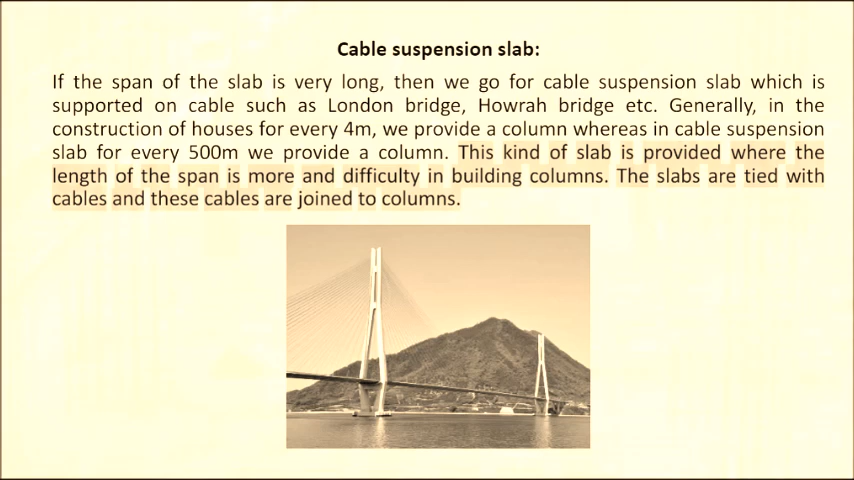 Cable suspension slab:
If the span of the slab is very long, then we go for cable suspension slab which is
supported on cable such as London bridge, Howrah bridge etc. Generally, in the
construction of houses for every 4m, we provide a column whereas in cable suspension
slab for every 500m we provide a column. This kind of slab is provided where the
length of the span is more and difficulty in building columns. The slabs are tied with
cables and these cables are joined to columns.